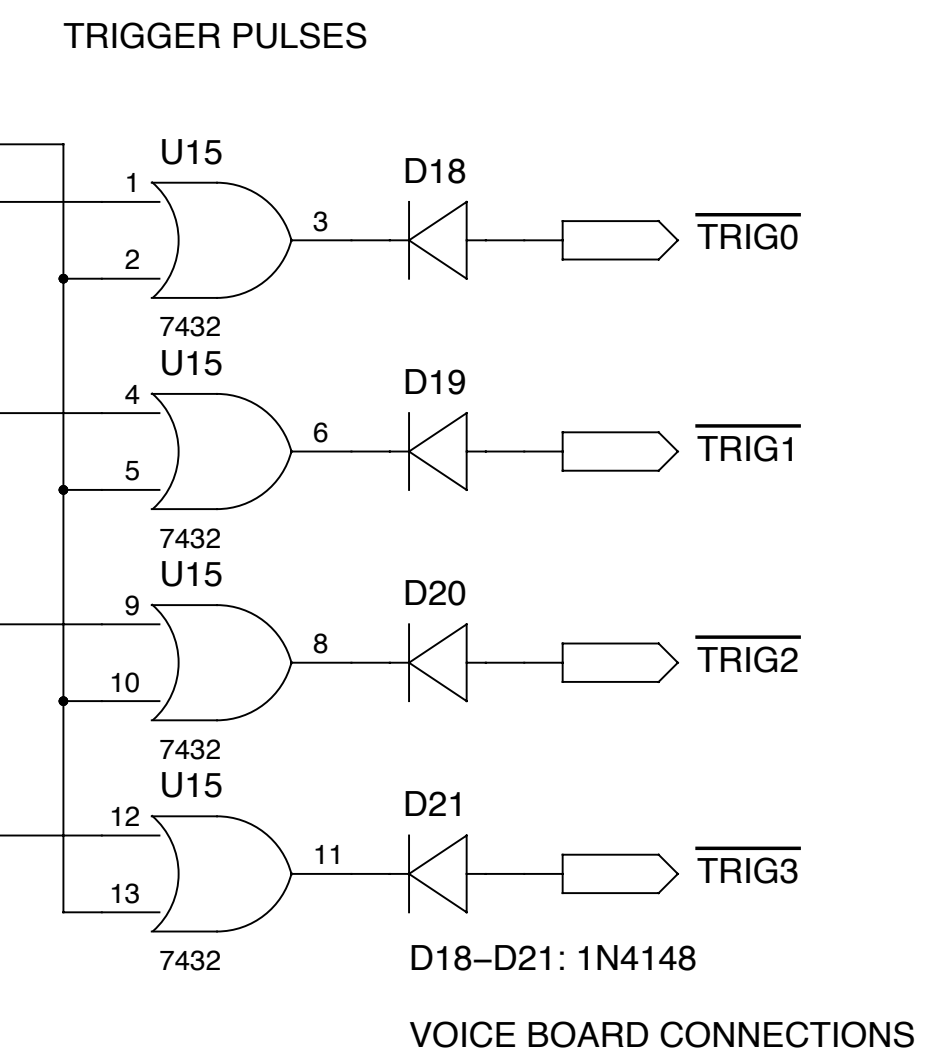 TRIGGER PULSES
U15
D18
1
3
TRIG0
2
7432
U15
D19
4
6
TRIG1
5
7432
U15
D20
9
8
TRIG2
10
7432
U15
D21
12
11
TRIG3
13
7432
D18–D21: 1N4148
VOICE BOARD CONNECTIONS